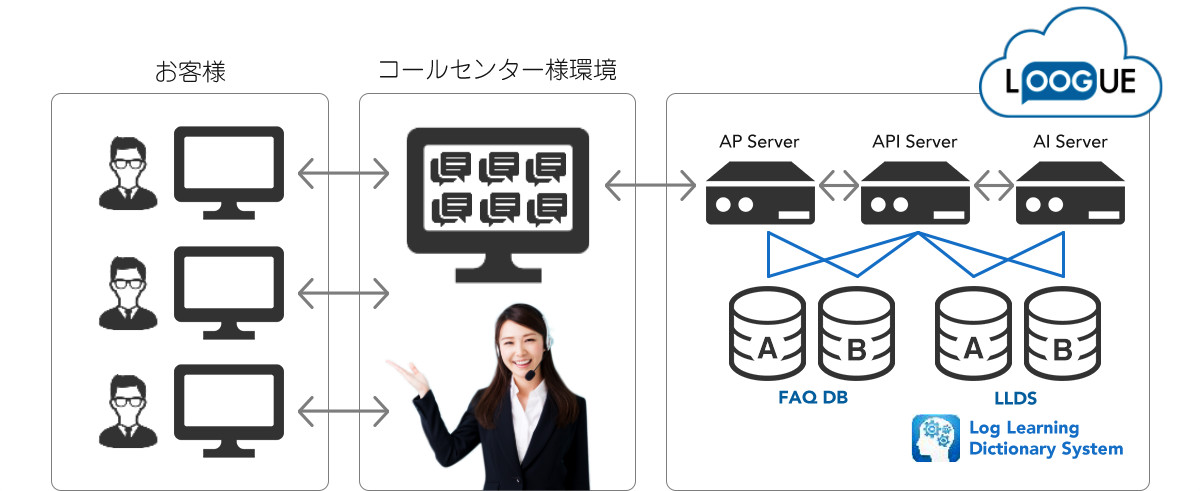 お客様
コールセンター様環境
LOOGUE
AP Server
API Server
AI Server
A
B
A
B
FAQ DB
LLDS
Log Learning
Dictionary System